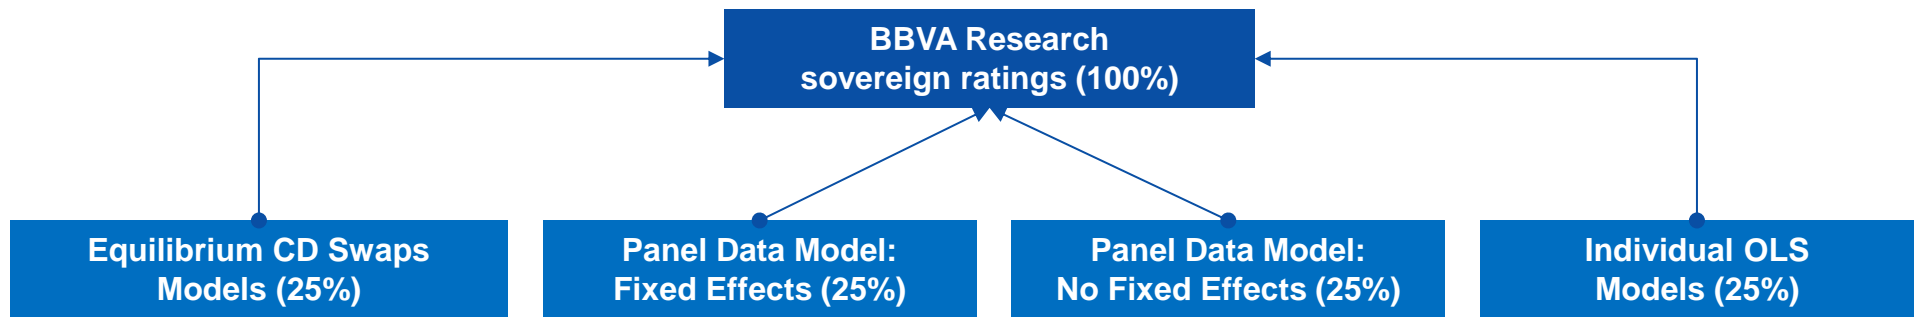 BBVA Research
sovereign ratings (100%)
Equilibrium CD Swaps
Models (25%)
Panel Data Model:
Fixed Effects (25%)
Panel Data Model:
No Fixed Effects (25%)
Individual OLS
Models (25%)